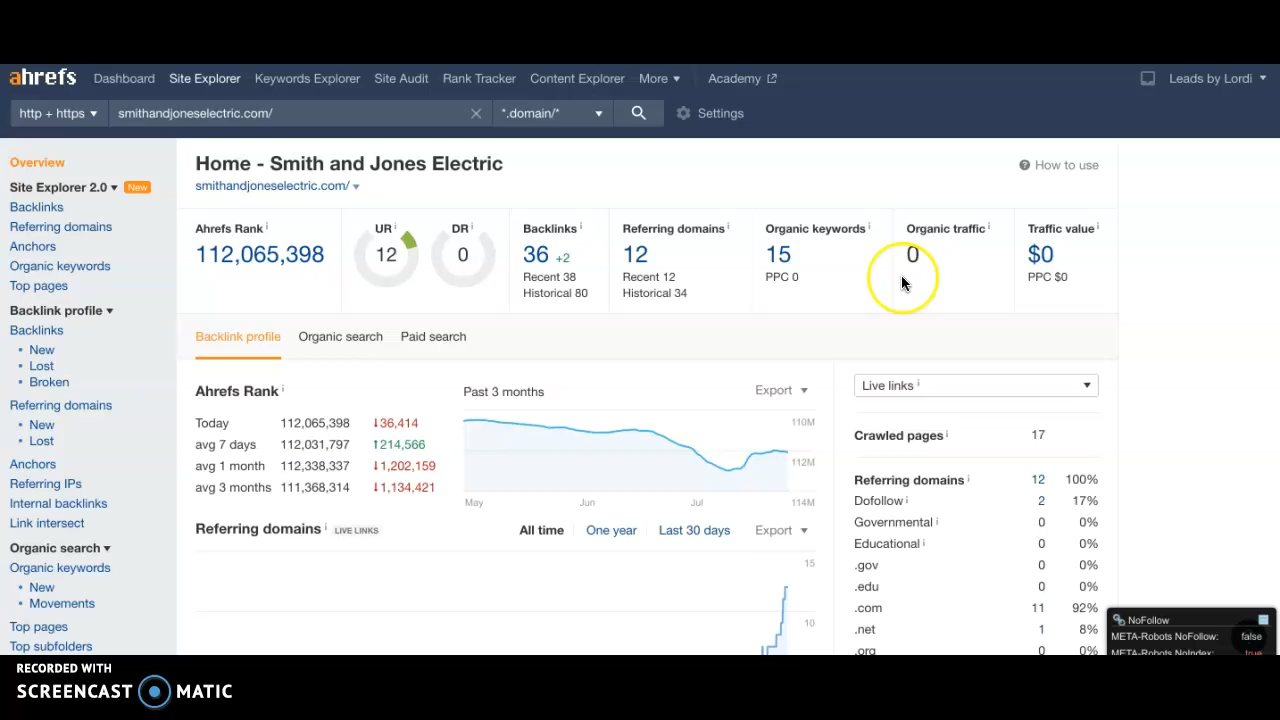 ahrefs Dashboard Site Explorer Keywords Explorer Site Audit Rank Tracker Content Explorer More Academy Leads by Lordi
http + https smithandjoneselectric.com/ *.domain/* Settings
Overview
Site Explorer 2.0 New
Backlinks
Referring domains
Anchors
Organic keywords
Top pages
Backlink profile
Backlinks
• New
• Lost
• Broken
Referring domains
• New
• Lost
Anchors
Referring IPs
Internal backlinks
Link intersect
Organic search
Organic keywords
• New
• Movements
Top pages
Top subfolders
Home - Smith and Jones Electric
How to use
smithandjoneselectric.com/
Ahrefs Rank i UR i DR i Backlinks i Referring domains i Organic keywords i Organic traffic i Traffic value i
112,065,398 12 0 36 +2 12 15 0 $0
Recent 38 Recent 12 PPC 0 PPC $0
Historical 80 Historical 34
Backlink profile Organic search Paid search
Ahrefs Rank i Past 3 months Export
Today 112,065,398 ↓36,414
avg 7 days 112,031,797 ↑214,566
avg 1 month 112,338,337 ↓1,202,159
avg 3 months 111,368,314 ↓1,134,421
110M
112M
114M
May Jun Jul
Referring domains i LIVE LINKS All time One year Last 30 days Export
15
10
Live links i
Crawled pages i 17
Referring domains i 12 100%
Dofollow i 2 17%
Governmental i 0 0%
Educational i 0 0%
.gov 0 0%
.edu 0 0%
.com 11 92%
.net 1 8%
.org 0 0%
NoFollow
META-Robots NoFollow: false
META-Robots NoIndex: true
RECORDED WITH
SCREENCAST MATIC